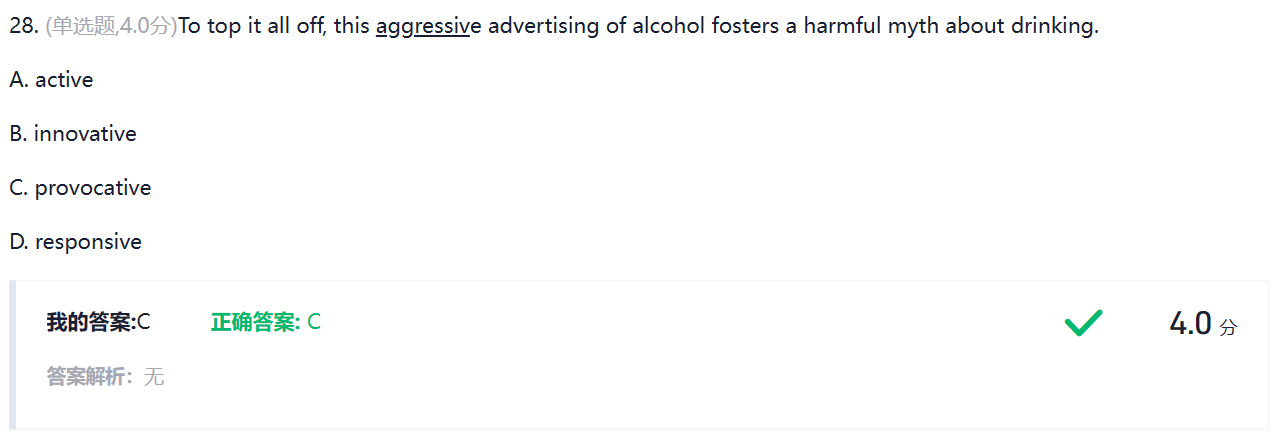 28. (单选题,4.0分)To top it all off, this aggressive advertising of alcohol fosters a harmful myth about drinking.
A. active
B. innovative
C. provocative
D. responsive
我的答案:C 正确答案: C 4.0 分
答案解析: 无